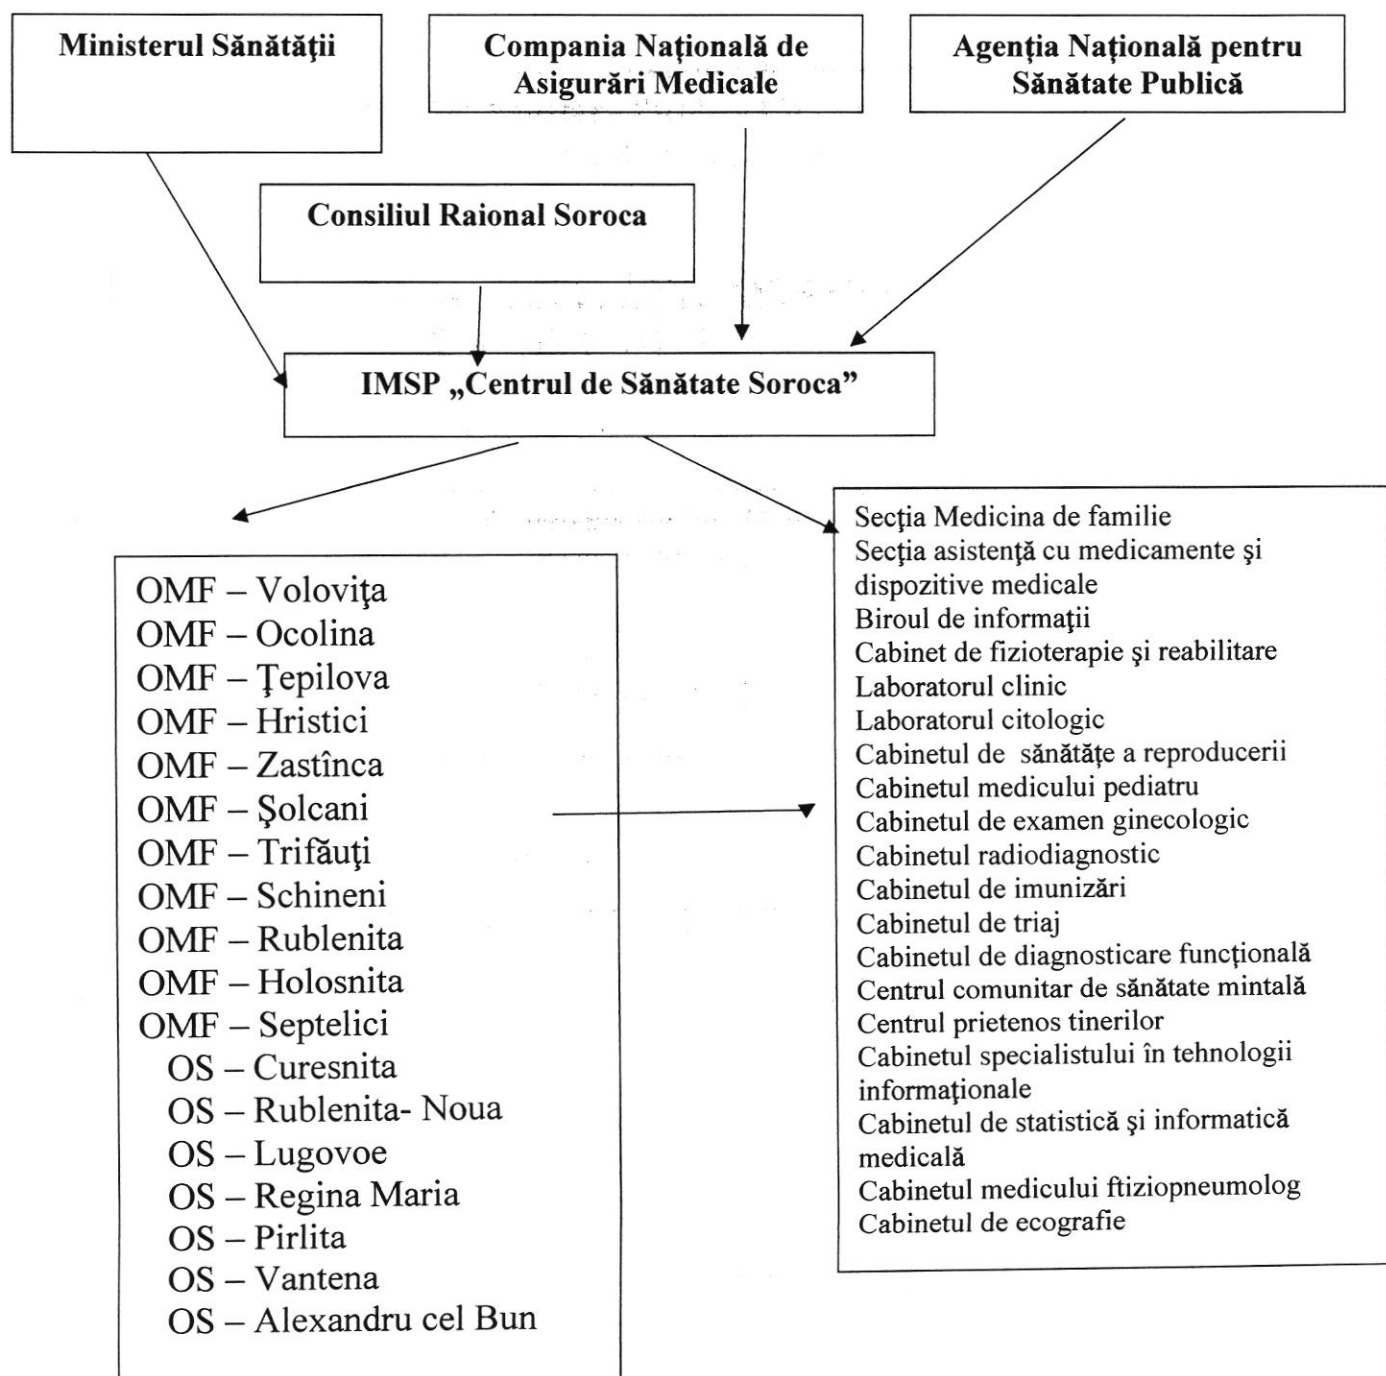 Ministerul Sănătăţii
Compania Națională de
Asigurări Medicale
Agenția Națională pentru
Sănătate Publică
Consiliul Raional Soroca
IMSP „Centrul de Sănătate Soroca”
OMF – Voloviţa
OMF – Ocolina
OMF – Ţepilova
OMF – Hristici
OMF – Zastînca
OMF – Şolcani
OMF – Trifăuţi
OMF – Schineni
OMF – Rublenita
OMF – Holosnita
OMF – Septelici
OS – Curesnita
OS – Rublenita- Noua
OS – Lugovoe
OS – Regina Maria
OS – Pirlita
OS – Vantena
OS – Alexandru cel Bun
Secţia Medicina de familie
Secţia asistenţă cu medicamente şi
dispozitive medicale
Biroul de informaţii
Cabinet de fizioterapie şi reabilitare
Laboratorul clinic
Laboratorul citologic
Cabinetul de sănătăţe a reproducerii
Cabinetul medicului pediatru
Cabinetul de examen ginecologic
Cabinetul radiodiagnostic
Cabinetul de imunizări
Cabinetul de triaj
Cabinetul de diagnosticare funcţională
Centrul comunitar de sănătate mintală
Centrul prietenos tinerilor
Cabinetul specialistului în tehnologii
informaţionale
Cabinetul de statistică şi informatică
medicală
Cabinetul medicului ftiziopneumolog
Cabinetul de ecografie